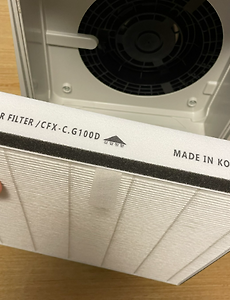 R FILTER /CFX-C.G100D
MADE IN KO